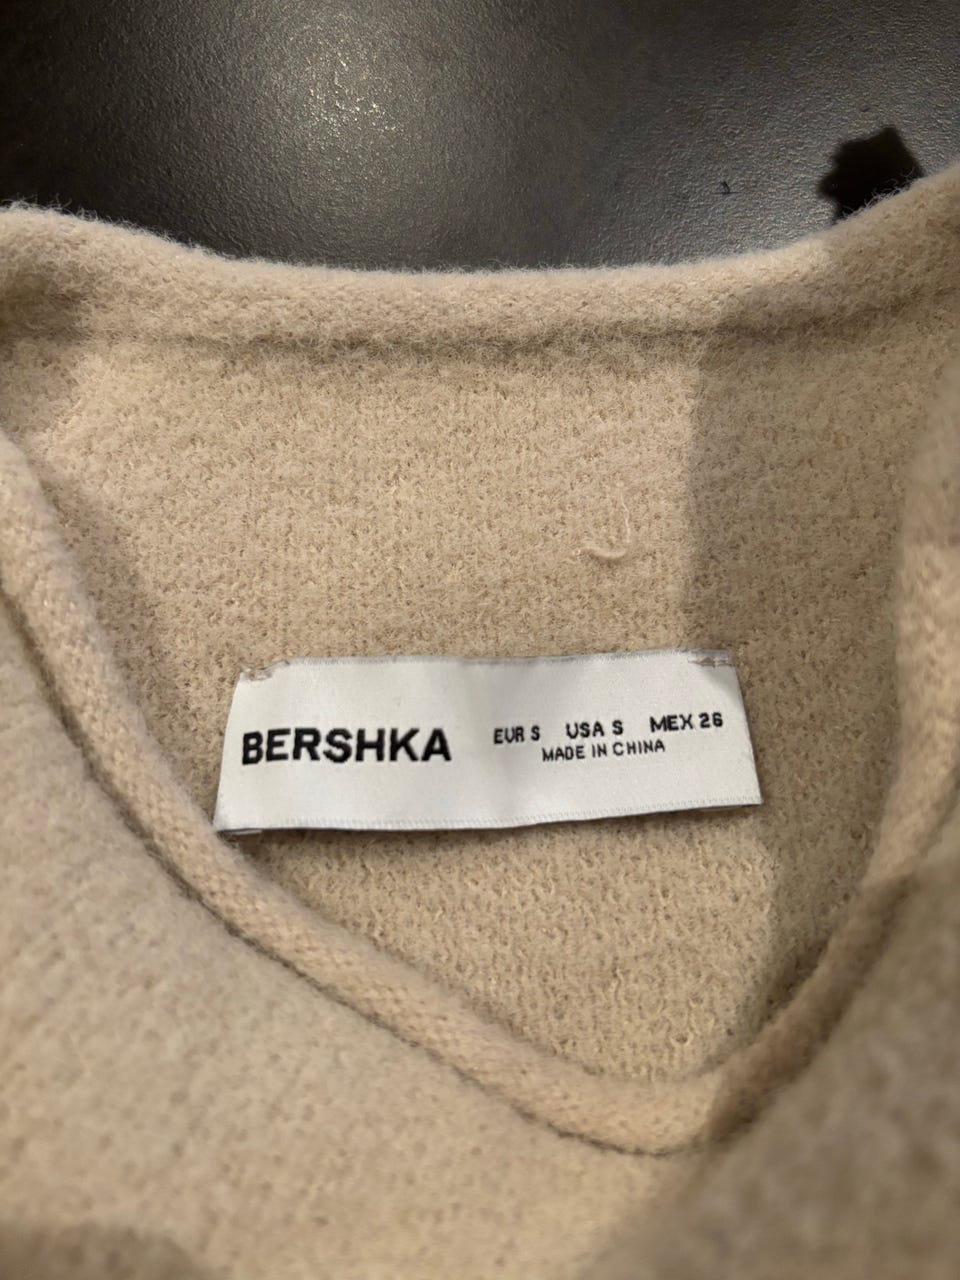 BERSHKA
EUR S USA S MEX 26
MADE IN CHINA